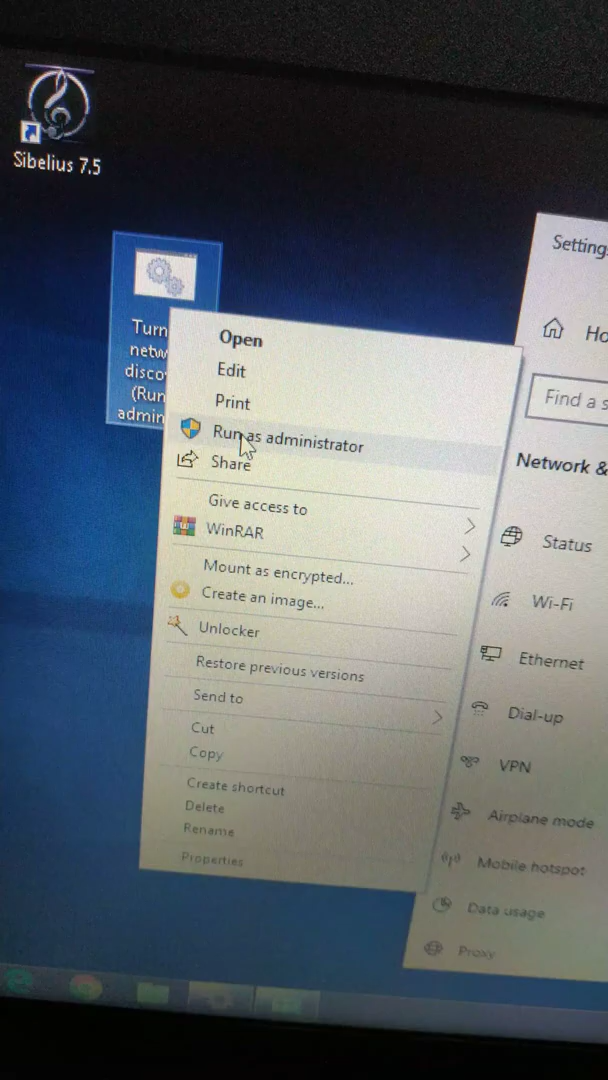 Sibelius 7.5
Turn
netw
disco
(Run
admin
Open
Edit
Print
Run as administrator
Share
Give access to
WinRAR
Mount as encrypted...
Create an image...
Unlocker
Restore previous versions
Send to
Cut
Copy
Create shortcut
Delete
Rename
Properties
Setting
Ho
Find a s
Network &
Status
Wi-Fi
Ethernet
Dial-up
VPN
Airplane mode
Mobile hotspot
Data usage
Proxy